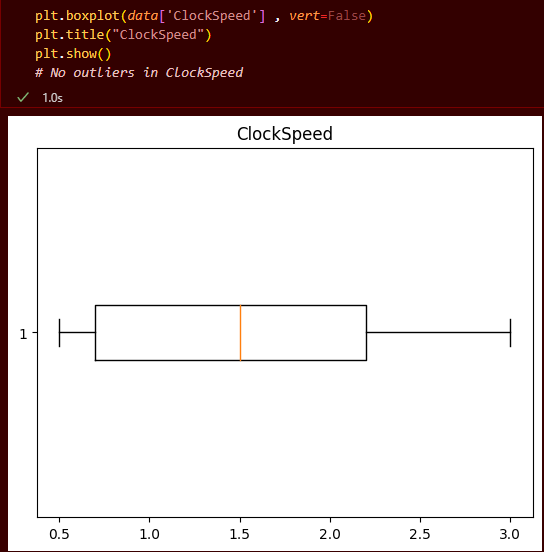 plt.boxplot(data['ClockSpeed'] , vert=False)
plt.title("ClockSpeed")
plt.show()
# No outliers in ClockSpeed
1.0s
ClockSpeed
1
0.5 1.0 1.5 2.0 2.5 3.0